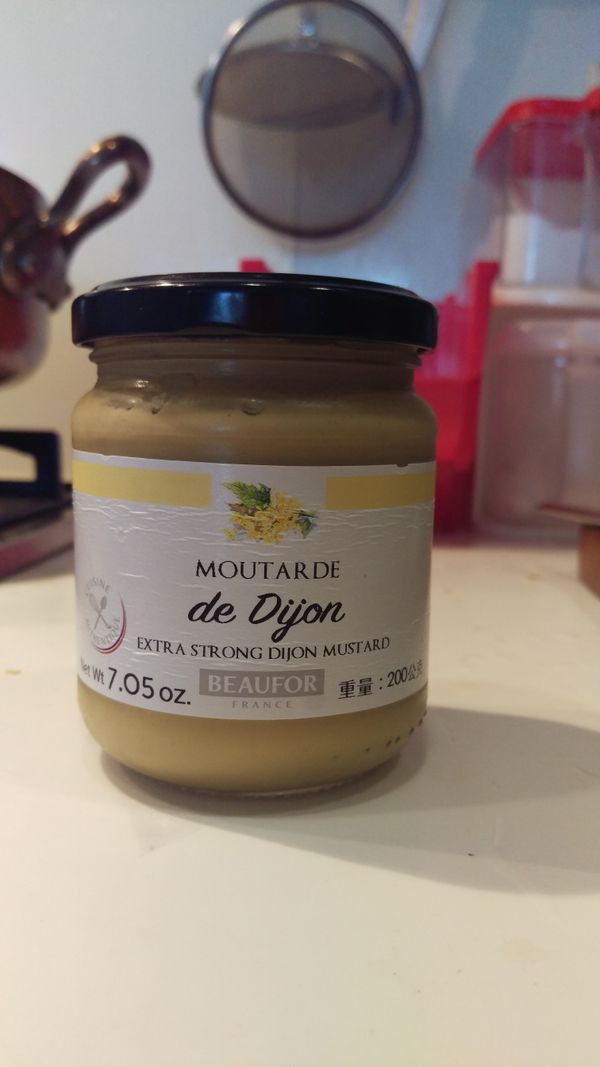 MOUTARDE
de Dijon
EXTRA STRONG DIJON MUSTARD
CUISINE
Net Wt 7.05 oz.
BEAUFOR
FRANCE
重量：200公克